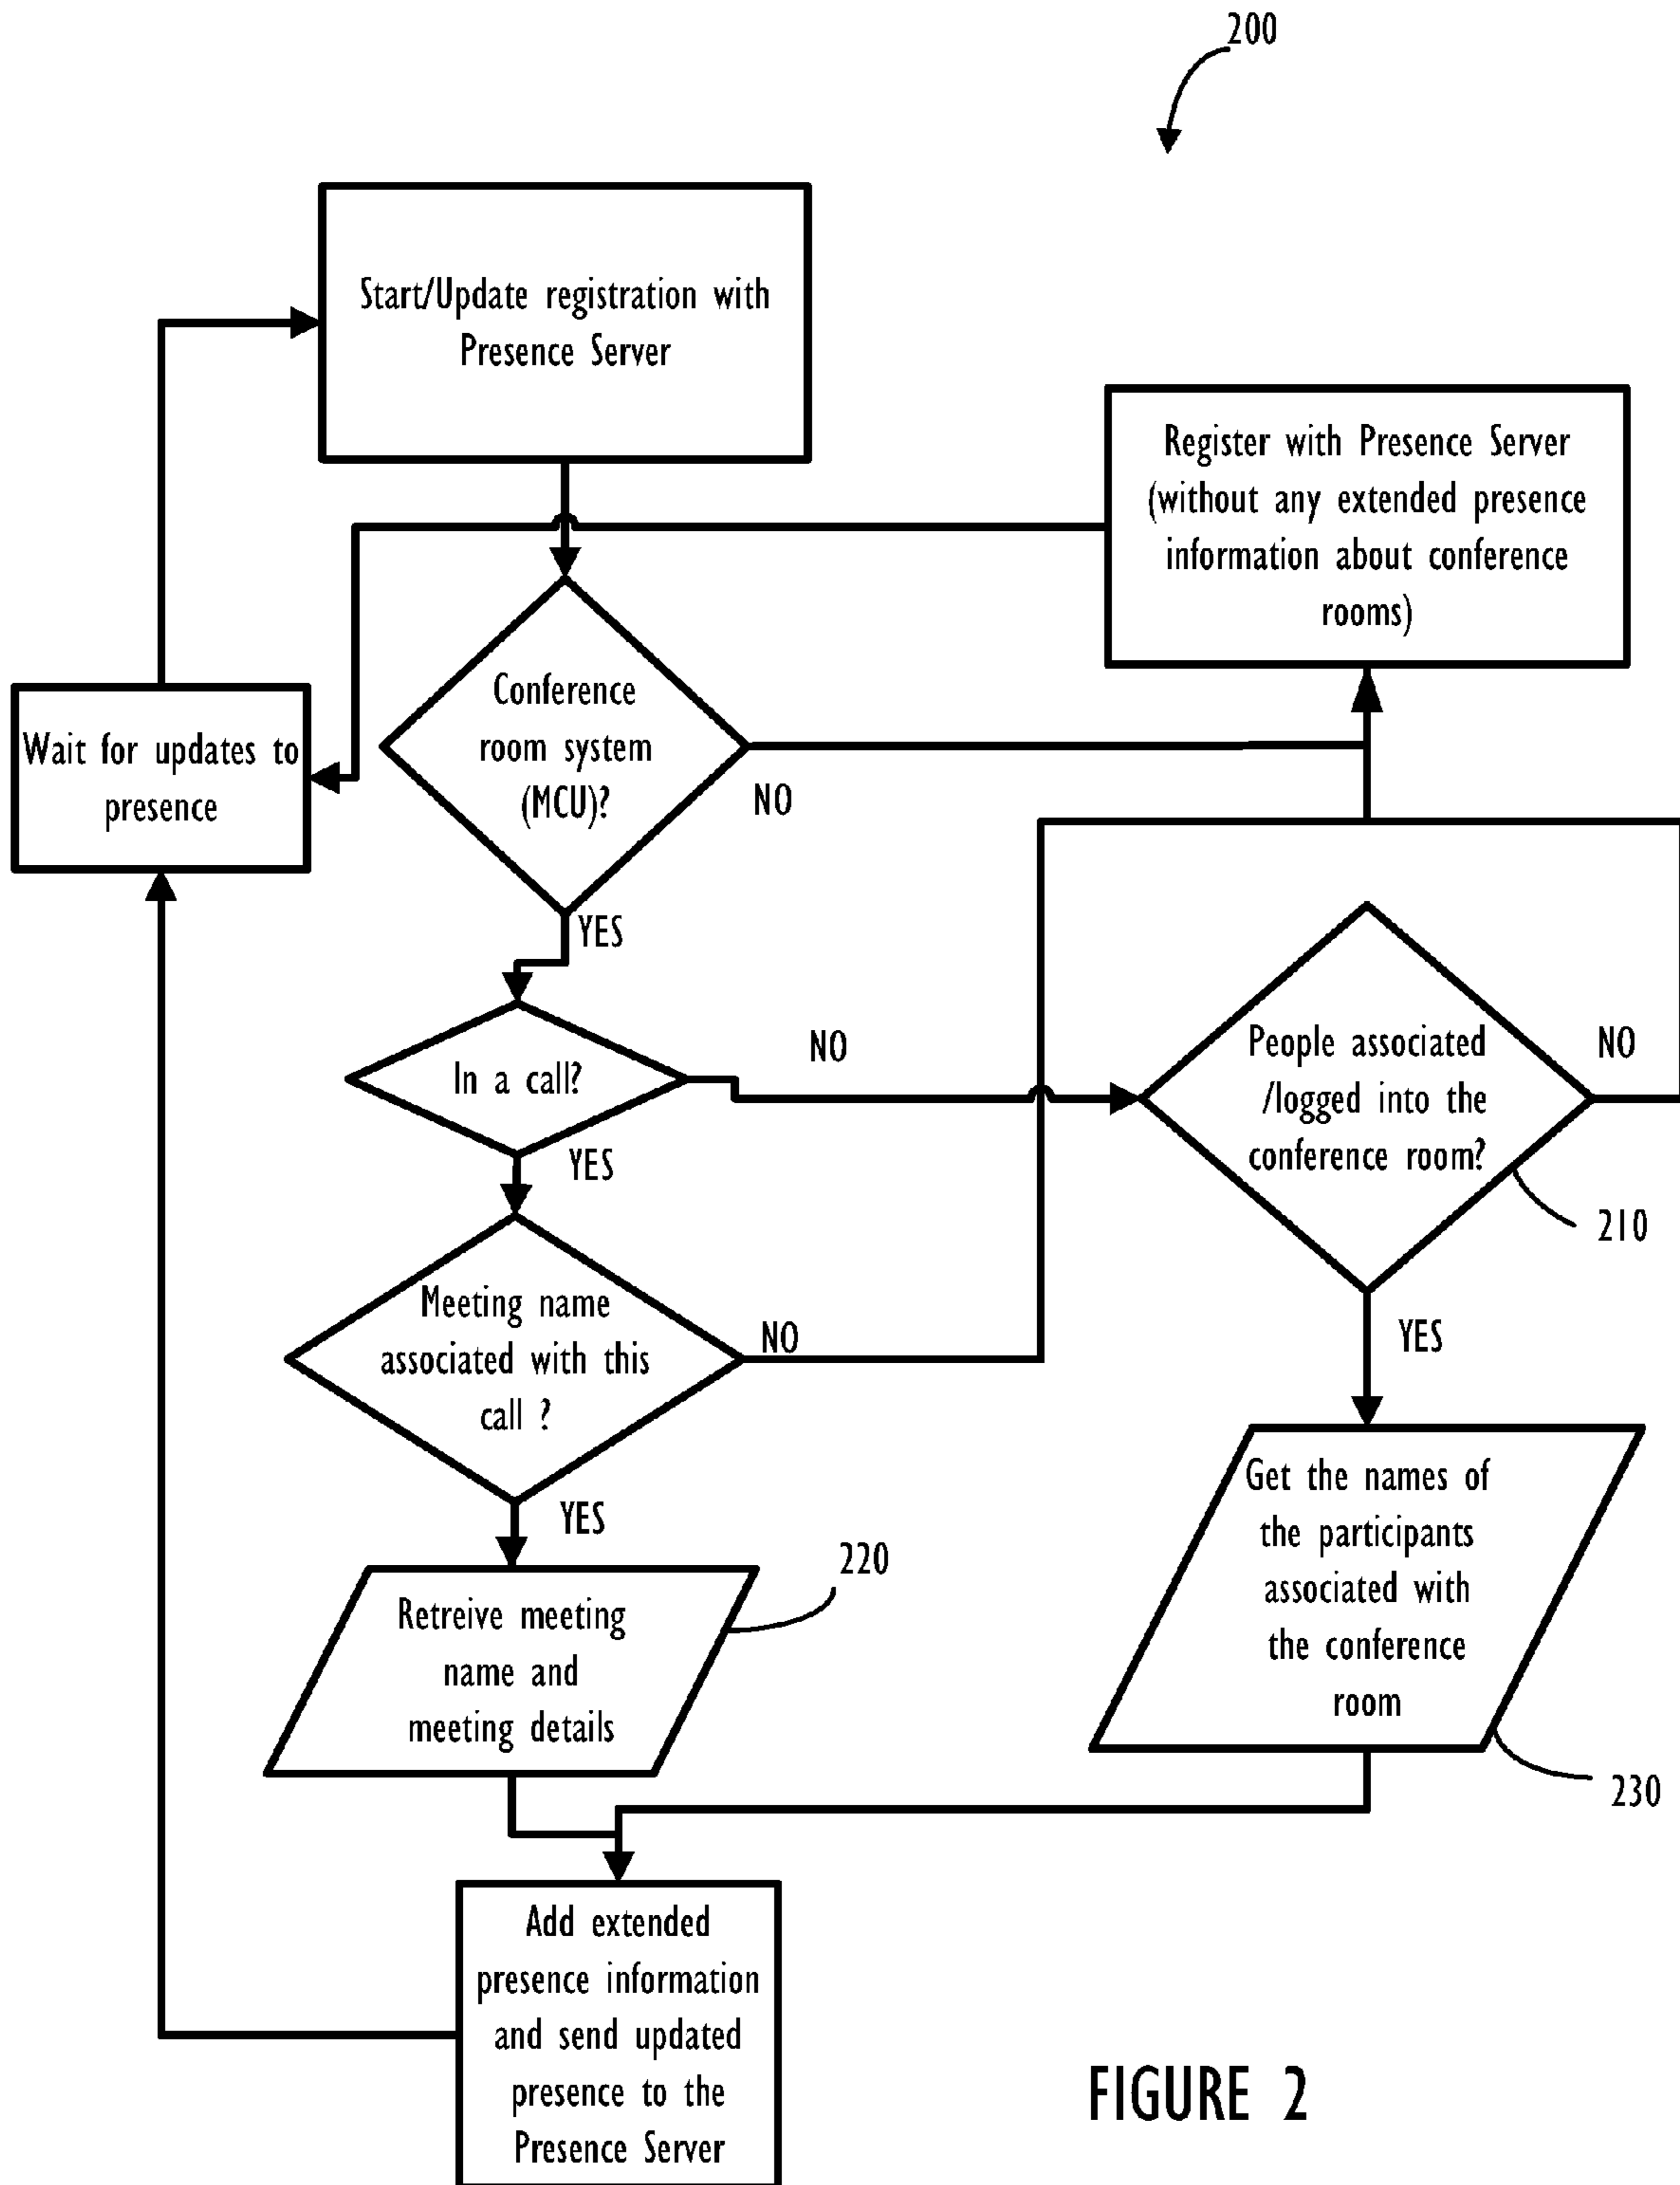 200
Start/Update registration with
Presence Server
Register with Presence Server
(without any extended presence
information about conference
rooms)
Conference
room system
(MCU)?
NO
Wait for updates to
presence
YES
In a call?
NO
People associated
/logged into the
conference room?
NO
210
YES
Meeting name
associated with this
call ?
NO
YES
YES
Get the names of
the participants
associated with
the conference
room
230
220
Retreive meeting
name and
meeting details
Add extended
presence information
and send updated
presence to the
Presence Server
FIGURE 2